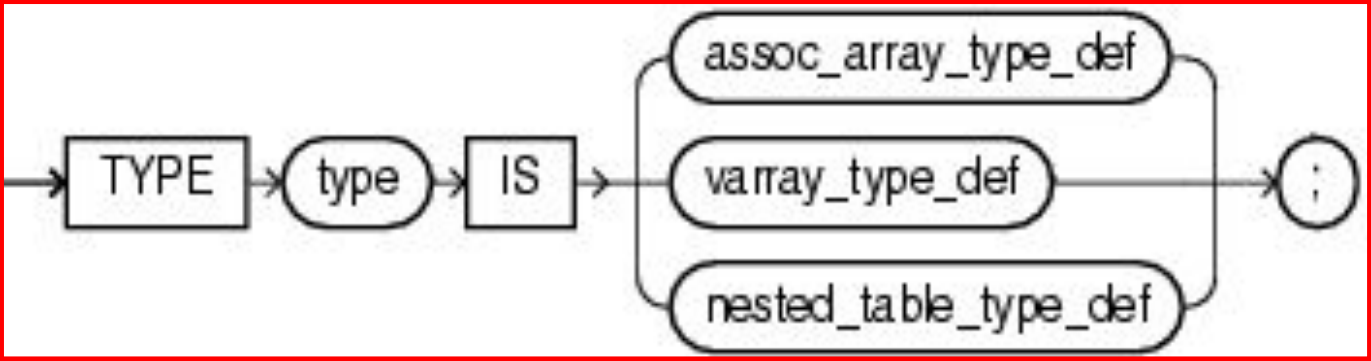 assoc_array_type_def
TYPE type IS varray_type_def ;
nested_table_type_def